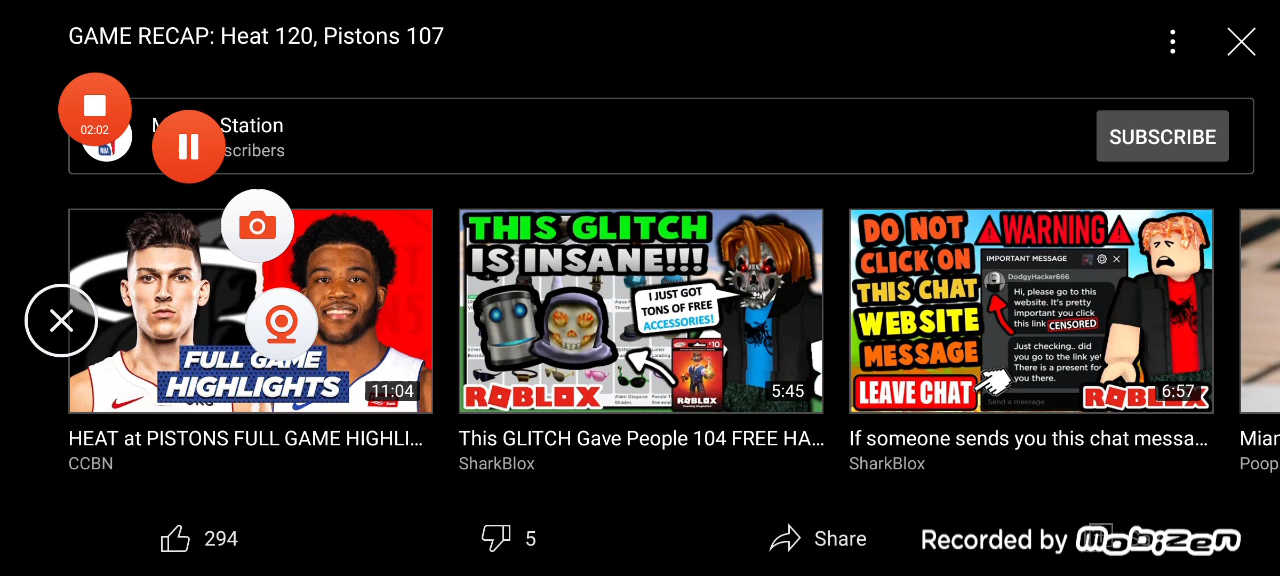 GAME RECAP: Heat 120, Pistons 107
02:02
Station
scribers
SUBSCRIBE
NBA
FULL GAME
HIGHLIGHTS
11:04
THIS GLITCH
IS INSANE!!!
I JUST GOT
TONS OF FREE
ACCESSORIES!
ROBLOX
5:45
DO NOT
CLICK ON
THIS CHAT
WEBSITE
MESSAGE
LEAVE CHAT
WARNING
IMPORTANT MESSAGE
DodgyHacker666
Hi, please go to this
website. It's pretty
important you click
this link CENSORED
Just checking.. did
you go to the link yet
There is a present for
you there.
Send a message
ROBLOX
6:57
HEAT at PISTONS FULL GAME HIGHLI...
CCBN
This GLITCH Gave People 104 FREE HA...
SharkBlox
If someone sends you this chat messa...
SharkBlox
Miar
Poop
294
5
Share
Recorded by Mobizen